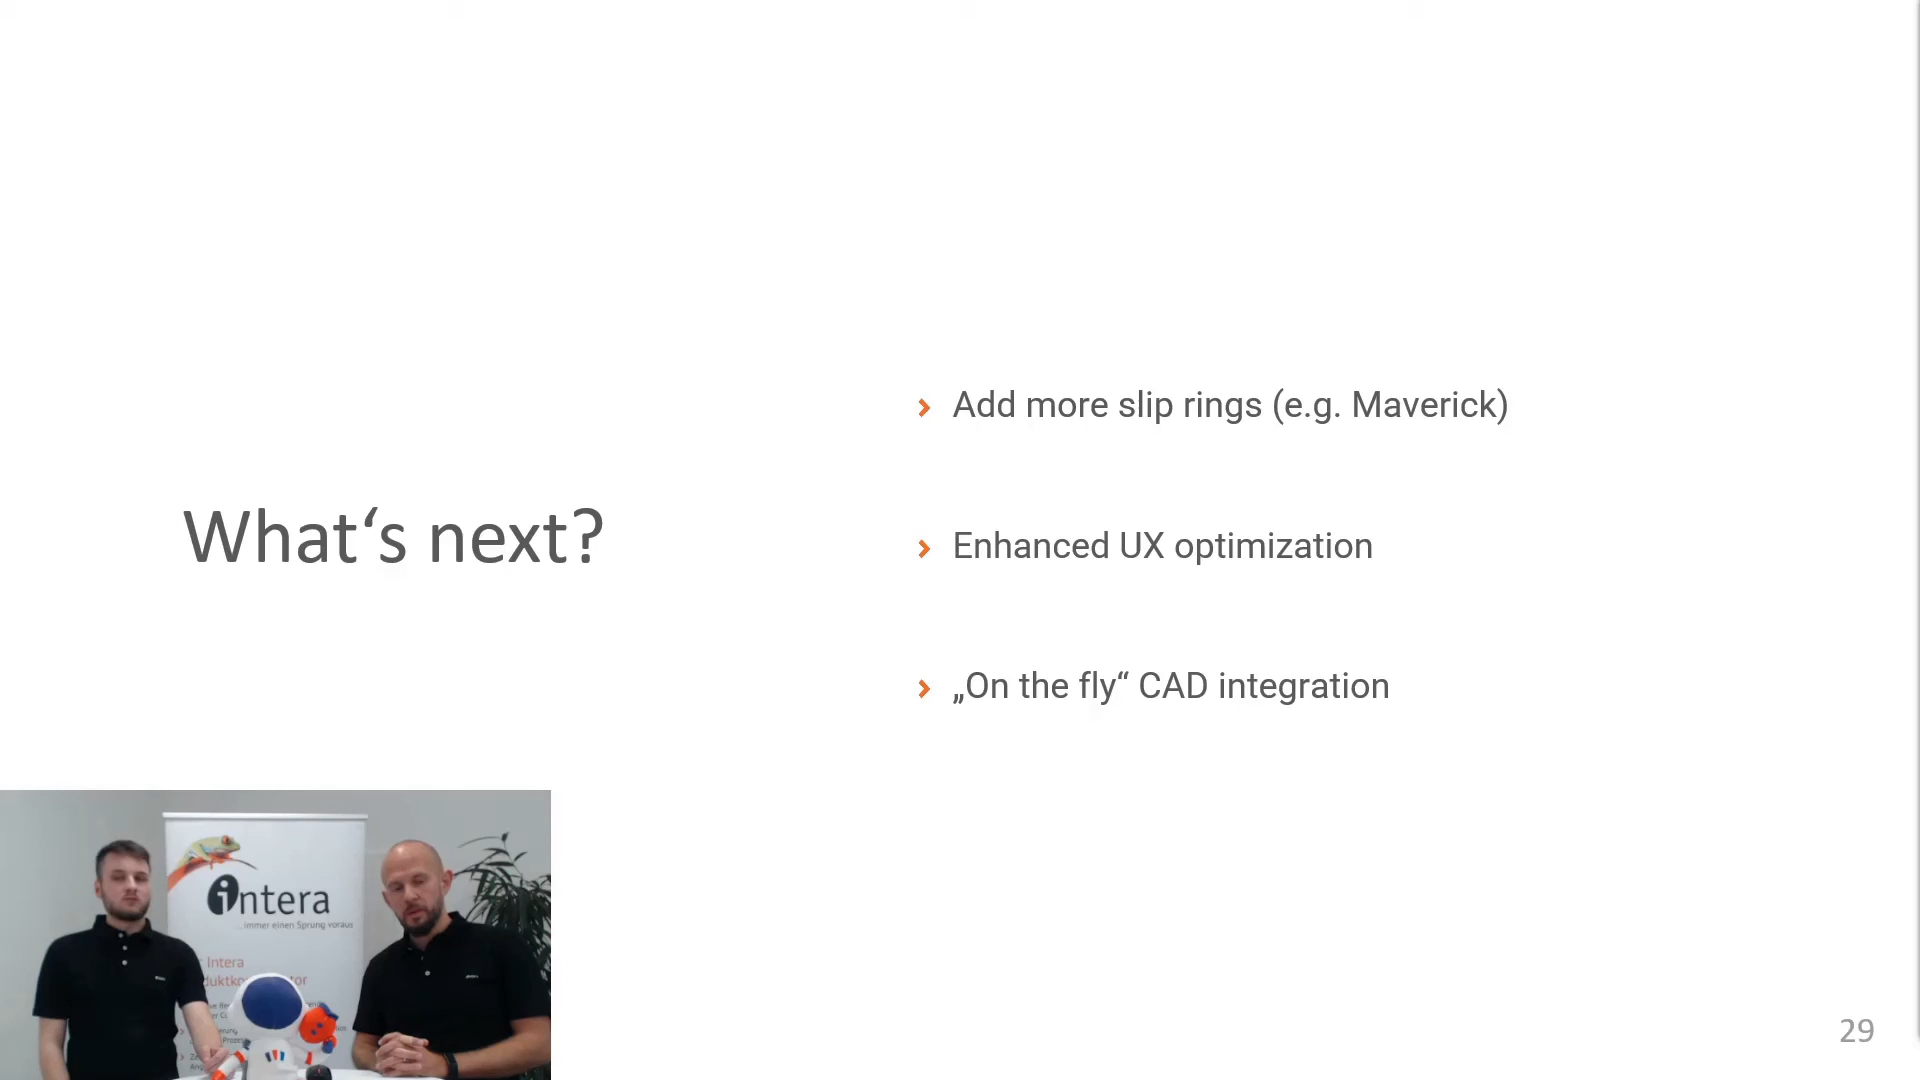 Add more slip rings (e.g. Maverick)
What‘s next?
Enhanced UX optimization
„On the fly“ CAD integration
intera
...immer einen Sprung voraus
Intera
29